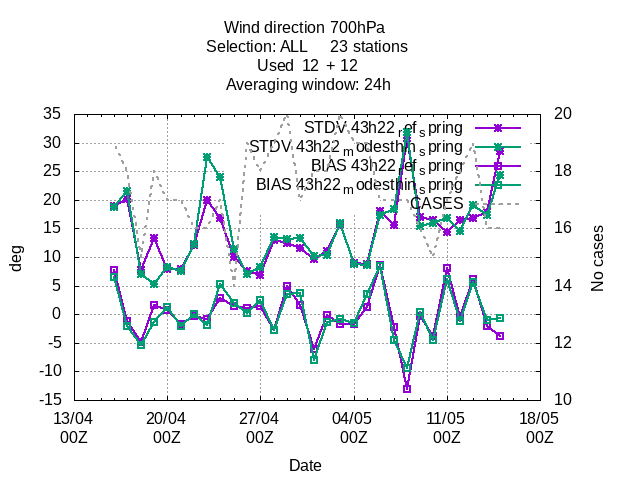 Wind direction 700hPa
Selection: ALL 23 stations
Used 12 + 12
Averaging window: 24h
STDV 43h22_ref_spring
STDV 43h22_modesthin_spring
BIAS 43h22_ref_spring
BIAS 43h22_modesthin_spring
CASES
35
30
25
20
15
10
5
0
-5
-10
-15
deg
20
18
16
14
12
10
No cases
13/04 20/04 27/04 04/05 11/05 18/05
00Z 00Z 00Z 00Z 00Z 00Z
Date